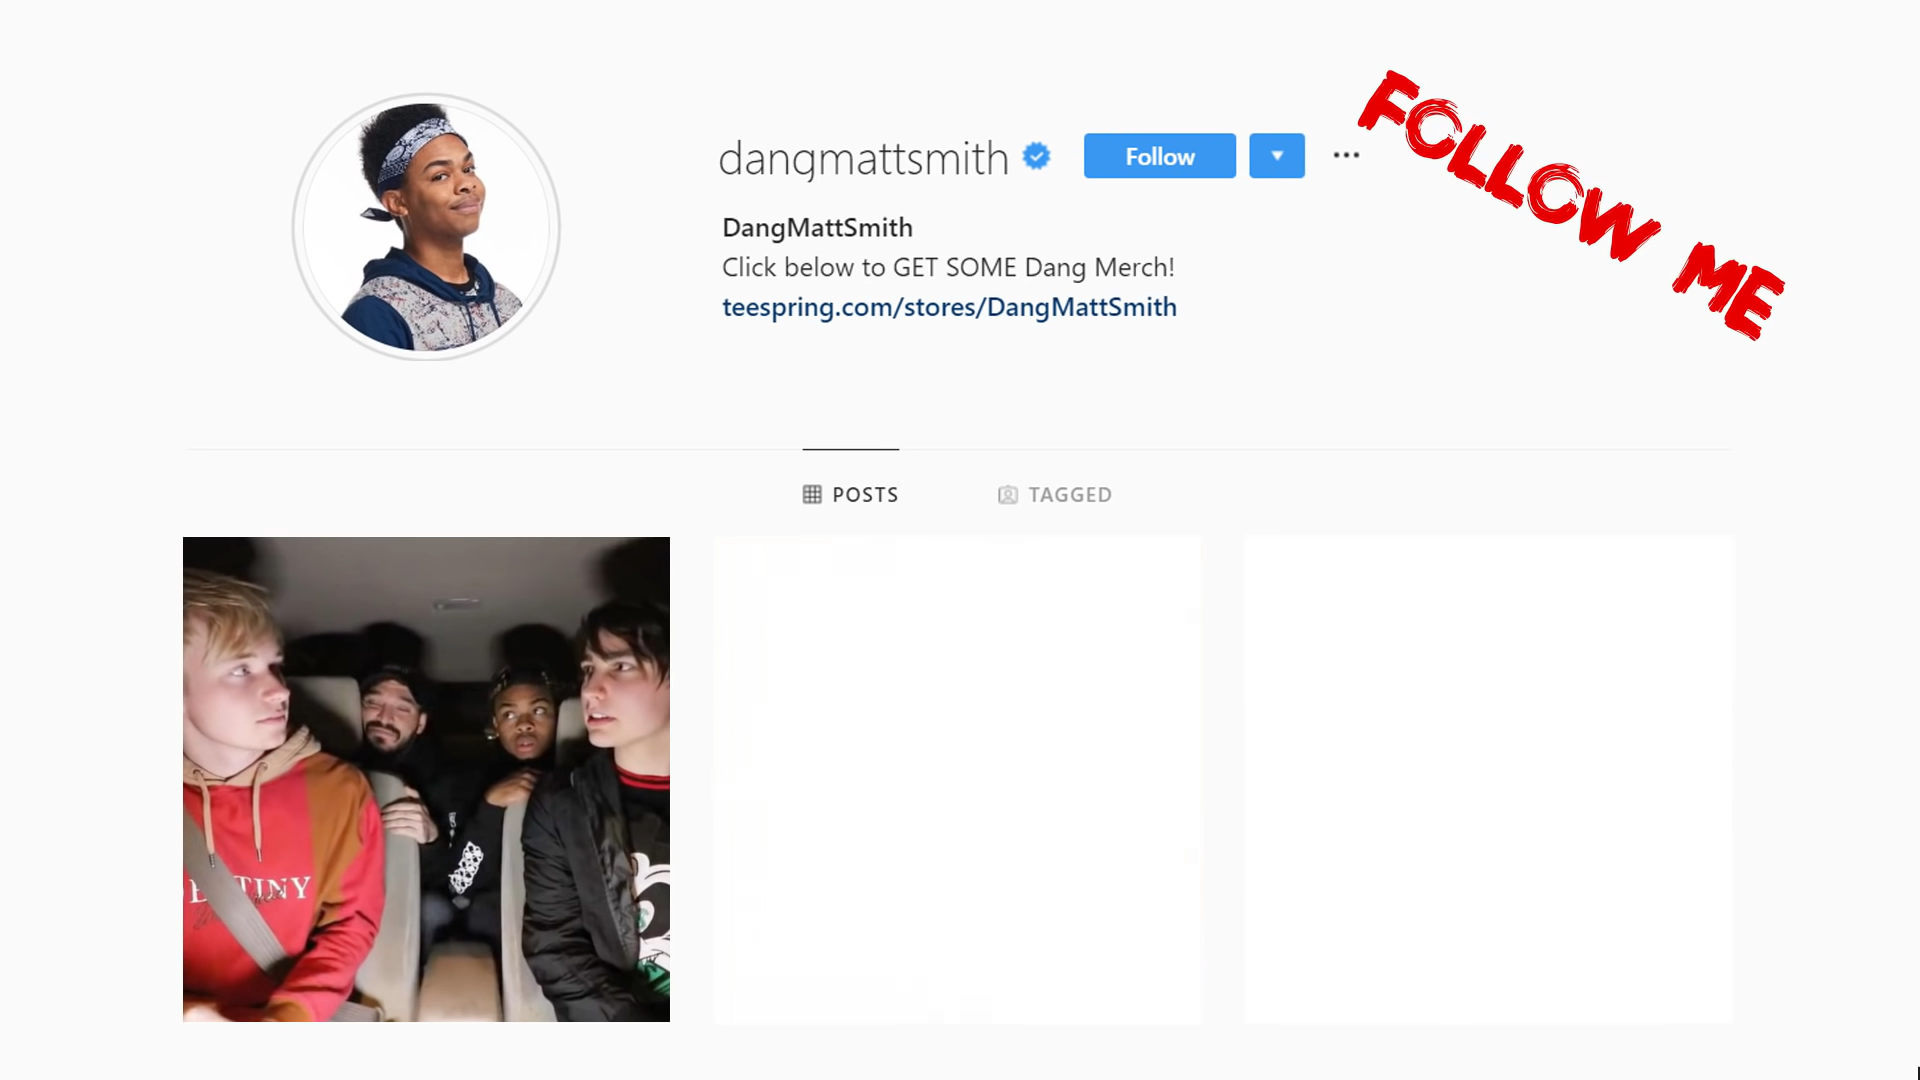 dangmattsmith
Follow
FOLLOW ME
DangMattSmith
Click below to GET SOME Dang Merch!
teespring.com/stores/DangMattSmith
POSTS
TAGGED